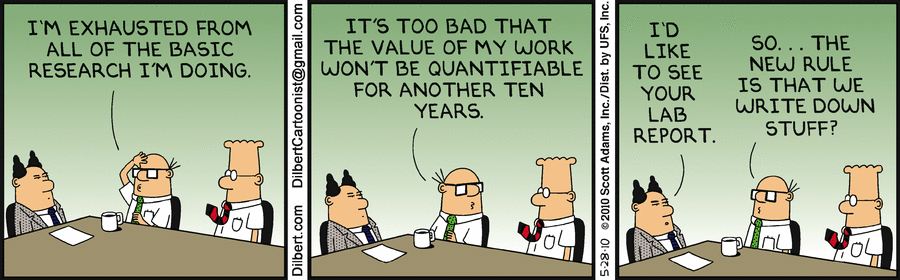 I'M EXHAUSTED FROM
ALL OF THE BASIC
RESEARCH I'M DOING.
Dilbert.com DilbertCartoonist@gmail.com
IT'S TOO BAD THAT
THE VALUE OF MY WORK
WON'T BE QUANTIFIABLE
FOR ANOTHER TEN
YEARS.
5-28-10 © 2010 Scott Adams, Inc./Dist. by UFS, Inc.
I'D
LIKE
TO SEE
YOUR
LAB
REPORT.
SO... THE
NEW RULE
IS THAT WE
WRITE DOWN
STUFF?